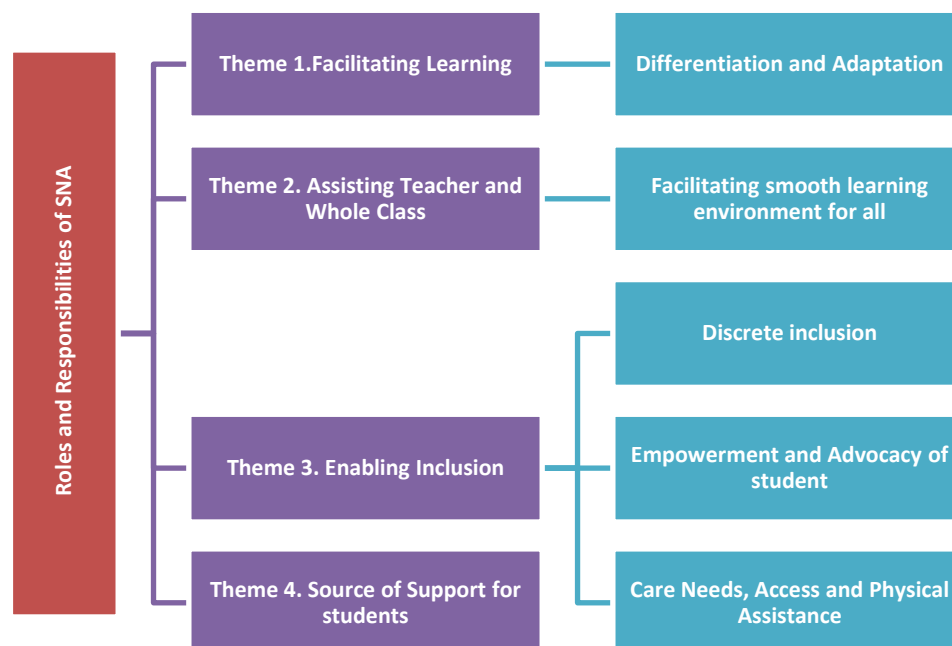 Roles and Responsibilities of SNA
Theme 1.Facilitating Learning
Differentiation and Adaptation
Theme 2. Assisting Teacher and
Whole Class
Facilitating smooth learning
environment for all
Theme 3. Enabling Inclusion
Discrete inclusion
Empowerment and Advocacy of
student
Care Needs, Access and Physical
Assistance
Theme 4. Source of Support for
students